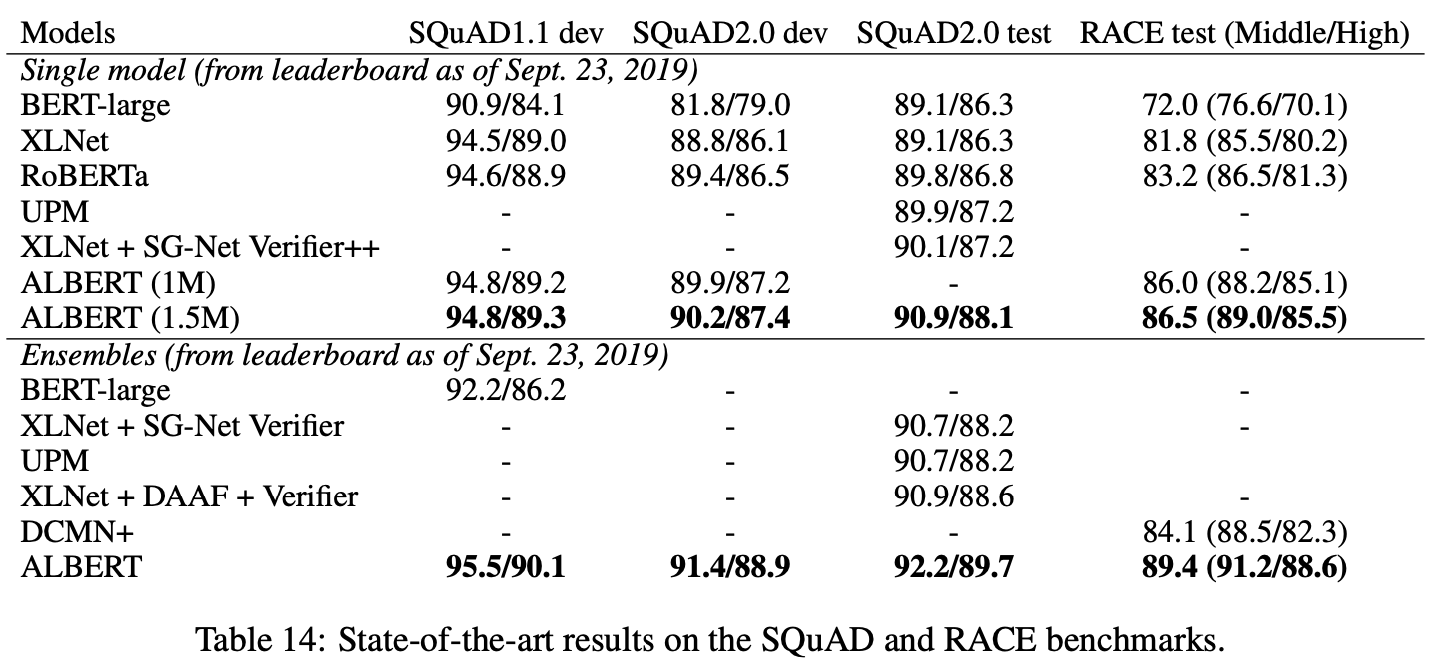 Models SQuAD1.1 dev SQuAD2.0 dev SQuAD2.0 test RACE test (Middle/High)
Single model (from leaderboard as of Sept. 23, 2019)
BERT-large 90.9/84.1 81.8/79.0 89.1/86.3 72.0 (76.6/70.1)
XLNet 94.5/89.0 88.8/86.1 89.1/86.3 81.8 (85.5/80.2)
RoBERTa 94.6/88.9 89.4/86.5 89.8/86.8 83.2 (86.5/81.3)
UPM - - 89.9/87.2 -
XLNet + SG-Net Verifier++ - - 90.1/87.2 -
ALBERT (1M) 94.8/89.2 89.9/87.2 - 86.0 (88.2/85.1)
ALBERT (1.5M) 94.8/89.3 90.2/87.4 90.9/88.1 86.5 (89.0/85.5)
Ensembles (from leaderboard as of Sept. 23, 2019)
BERT-large 92.2/86.2 - - -
XLNet + SG-Net Verifier - - 90.7/88.2 -
UPM - - 90.7/88.2
XLNet + DAAF + Verifier - - 90.9/88.6 -
DCMN+ - - - 84.1 (88.5/82.3)
ALBERT 95.5/90.1 91.4/88.9 92.2/89.7 89.4 (91.2/88.6)
Table 14: State-of-the-art results on the SQuAD and RACE benchmarks.